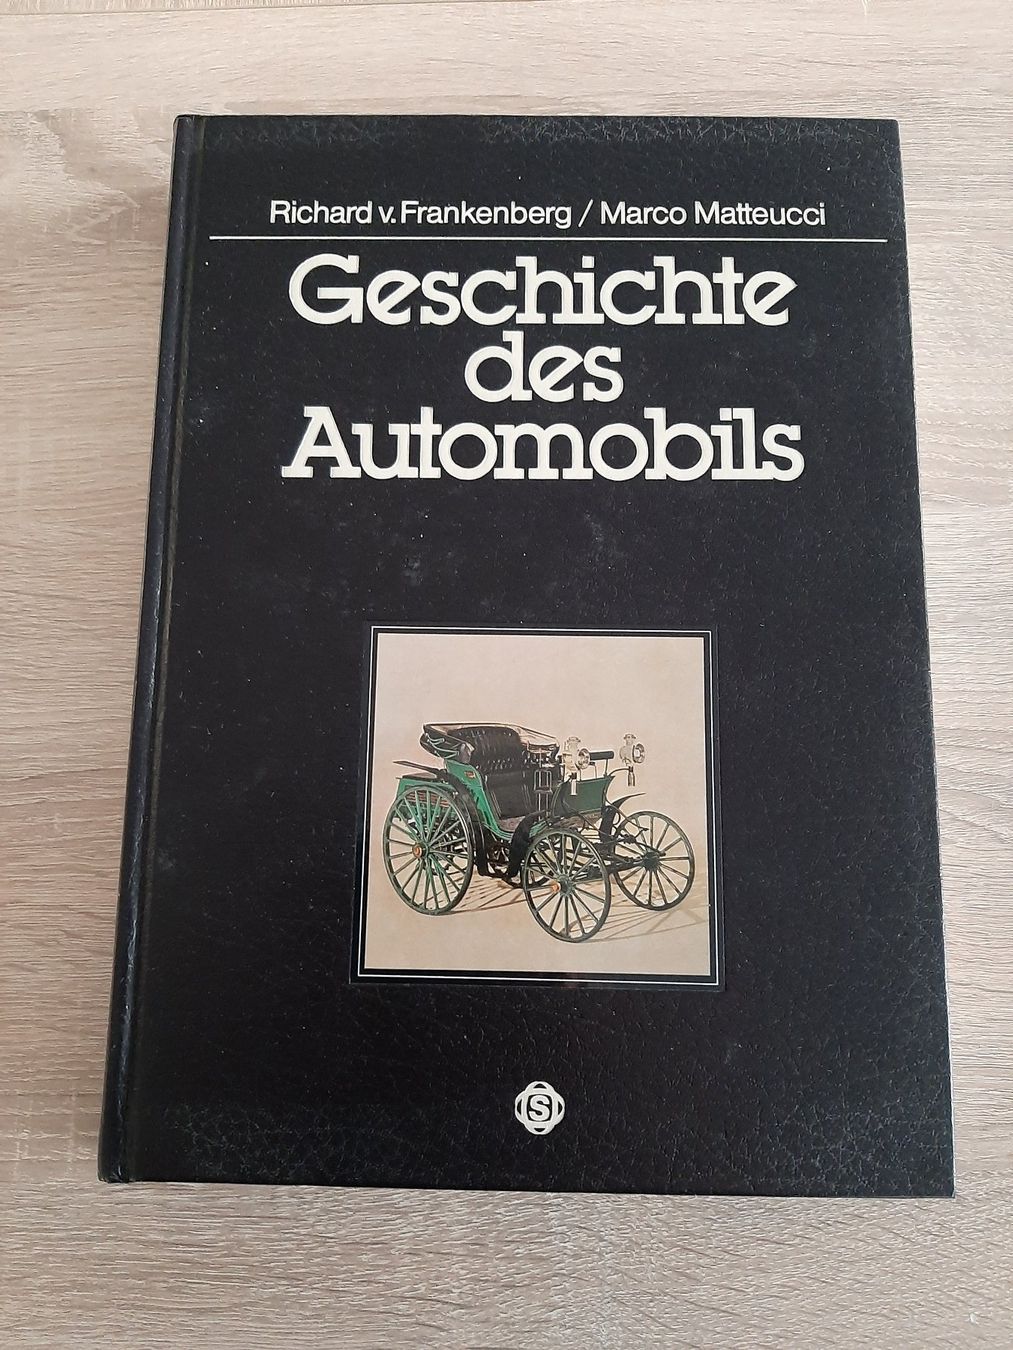 Richard v. Frankenberg / Marco Matteucci
Geschichte
des
Automobils
S